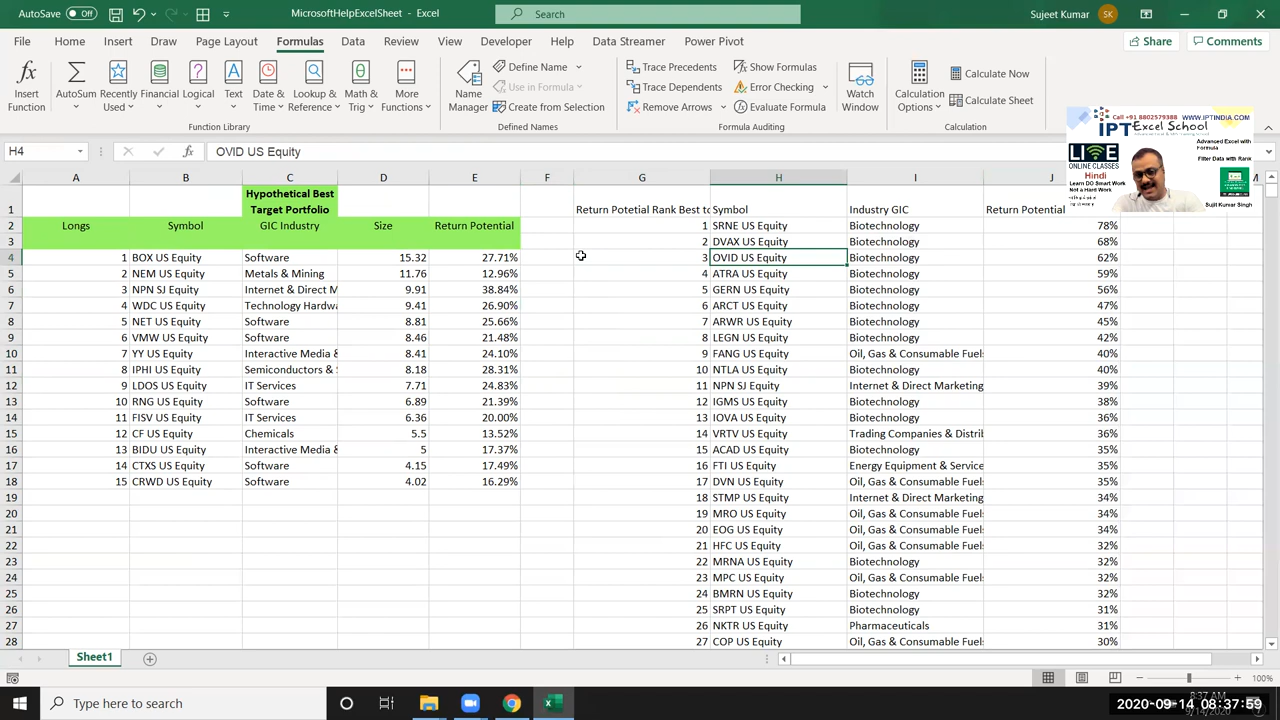 AutoSave Off MicrosoftHelpExcelSheet - Excel Search Sujeet Kumar SK
File Home Insert Draw Page Layout Formulas Data Review View Developer Help Data Streamer Power Pivot Share Comments
Insert Function
AutoSum
Recently Used
Financial
Logical
Text
Date & Time
Lookup & Reference
Math & Trig
More Functions
Function Library
Name Manager
Define Name
Use in Formula
Create from Selection
Defined Names
Trace Precedents
Trace Dependents
Remove Arrows
Show Formulas
Error Checking
Evaluate Formula
Formula Auditing
Watch Window
Calculation Options
Calculate Now
Calculate Sheet
Calculation
Call +91 8802579388 WWW.IPTINDIA.COM
IPT Excel School
LIVE
ONLINE CLASSES
Hindi
Learn DO Smart Work
Not a Hard Work
Advanced Excel with Formula
Filter Data with Rank
Sujit Kumar Singh
H4 fx OVID US Equity
A B C D E F G H I J M
1 Hypothetical Best Target Portfolio Return Potetial Rank Best to Symbol Industry GIC Return Potential
2 Longs Symbol GIC Industry Size Return Potential 1 SRNE US Equity Biotechnology 78%
3 2 DVAX US Equity Biotechnology 68%
1 BOX US Equity Software 15.32 27.71% 3 OVID US Equity Biotechnology 62%
5 2 NEM US Equity Metals & Mining 11.76 12.96% 4 ATRA US Equity Biotechnology 59%
6 3 NPN SJ Equity Internet & Direct M 9.91 38.84% 5 GERN US Equity Biotechnology 56%
7 4 WDC US Equity Technology Hardwa 9.41 26.90% 6 ARCT US Equity Biotechnology 47%
8 5 NET US Equity Software 8.81 25.66% 7 ARWR US Equity Biotechnology 45%
9 6 VMW US Equity Software 8.46 21.48% 8 LEGN US Equity Biotechnology 42%
10 7 YY US Equity Interactive Media & 8.41 24.10% 9 FANG US Equity Oil, Gas & Consumable Fuels 40%
11 8 IPHI US Equity Semiconductors & S 8.18 28.31% 10 NTLA US Equity Biotechnology 40%
12 9 LDOS US Equity IT Services 7.71 24.83% 11 NPN SJ Equity Internet & Direct Marketing 39%
13 10 RNG US Equity Software 6.89 21.39% 12 IGMS US Equity Biotechnology 38%
14 11 FISV US Equity IT Services 6.36 20.00% 13 IOVA US Equity Biotechnology 36%
15 12 CF US Equity Chemicals 5.5 13.52% 14 VRTV US Equity Trading Companies & Distrib 36%
16 13 BIDU US Equity Interactive Media & 5 17.37% 15 ACAD US Equity Biotechnology 35%
17 14 CTXS US Equity Software 4.15 17.49% 16 FTI US Equity Energy Equipment & Service 35%
18 15 CRWD US Equity Software 4.02 16.29% 17 DVN US Equity Oil, Gas & Consumable Fuels 35%
19 18 STMP US Equity Internet & Direct Marketing 34%
20 19 MRO US Equity Oil, Gas & Consumable Fuels 34%
21 20 EOG US Equity Oil, Gas & Consumable Fuels 34%
22 21 HFC US Equity Oil, Gas & Consumable Fuels 32%
23 22 MRNA US Equity Biotechnology 32%
24 23 MPC US Equity Oil, Gas & Consumable Fuels 32%
25 24 BMRN US Equity Biotechnology 32%
26 25 SRPT US Equity Biotechnology 31%
27 26 NKTR US Equity Pharmaceuticals 31%
28 27 COP US Equity Oil, Gas & Consumable Fuels 30%
Sheet1
100%
Type here to search
8:37 AM
2020-09-14 08:37:59
9/14/2020